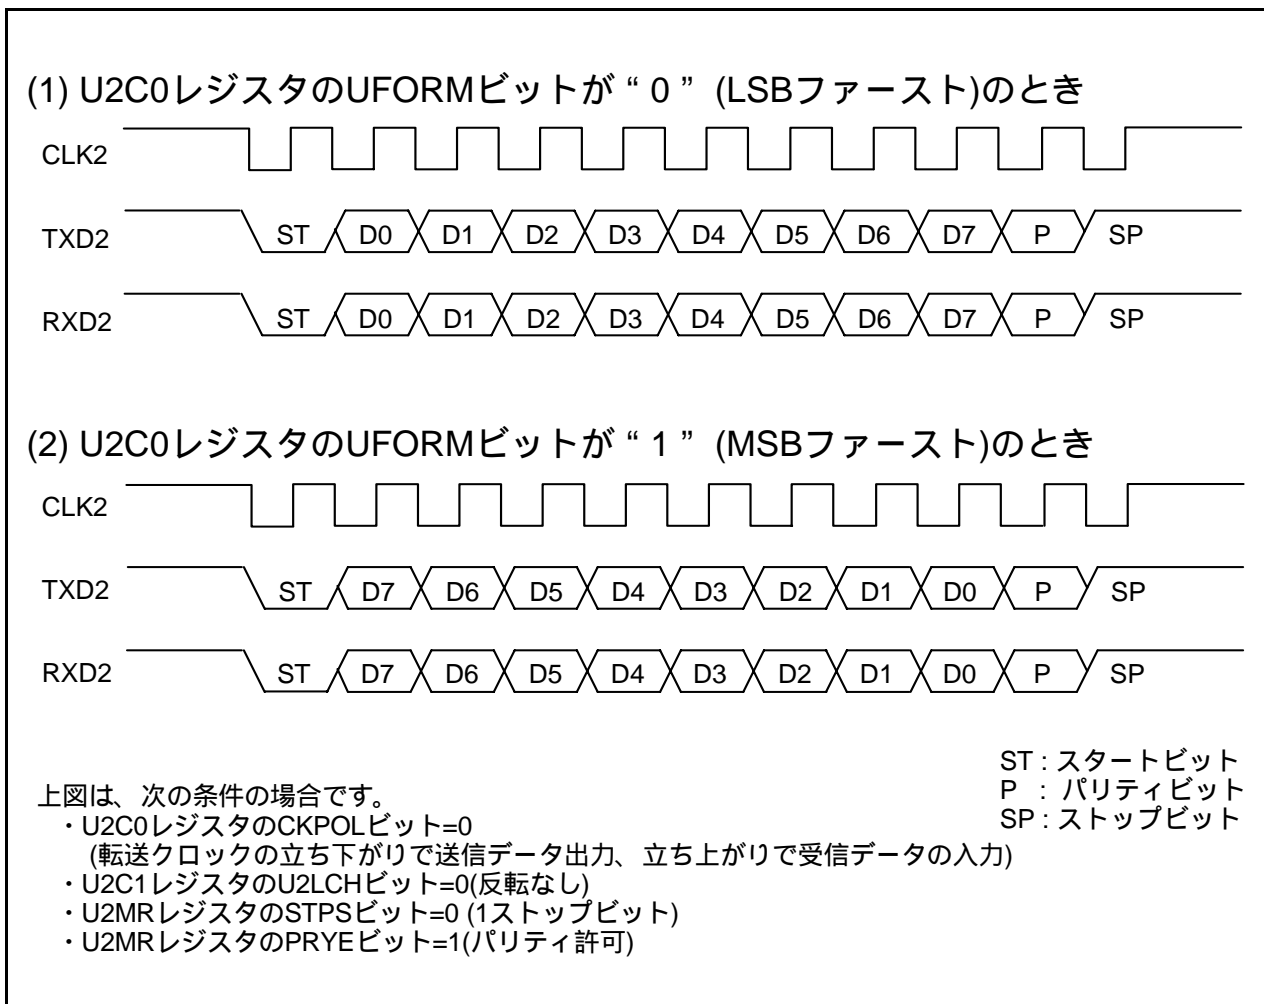 (1) U2C0レジスタのUFORMビットが“0”(LSBファースト)のとき
CLK2
TXD2 ST D0 D1 D2 D3 D4 D5 D6 D7 P SP
RXD2 ST D0 D1 D2 D3 D4 D5 D6 D7 P SP
(2) U2C0レジスタのUFORMビットが“1”(MSBファースト)のとき
CLK2
TXD2 ST D7 D6 D5 D4 D3 D2 D1 D0 P SP
RXD2 ST D7 D6 D5 D4 D3 D2 D1 D0 P SP
ST : スタートビット
P : パリティビット
SP : ストップビット
上図は、次の条件の場合です。
・U2C0レジスタのCKPOLビット=0
(転送クロックの立ち下がりで送信データ出力、立ち上がりで受信データの入力)
・U2C1レジスタのU2LCHビット=0(反転なし)
・U2MRレジスタのSTPSビット=0 (1ストップビット)
・U2MRレジスタのPRYEビット=1(パリティ許可)